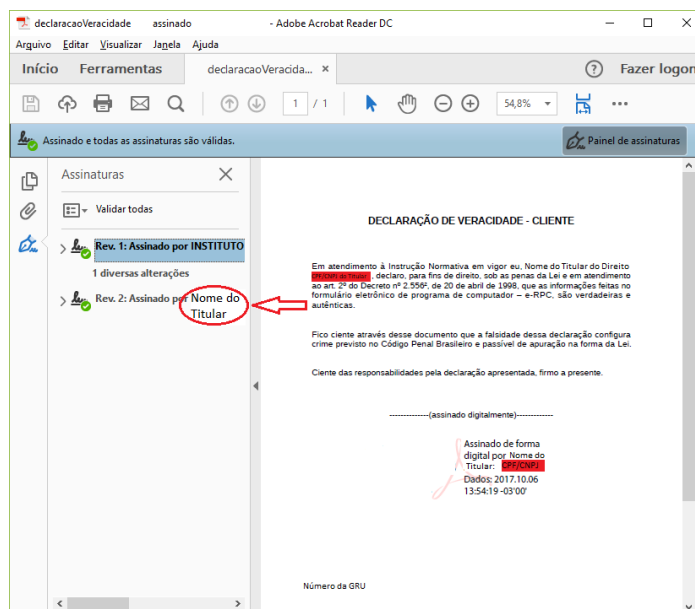 declaracaoVeracidade assinado - Adobe Acrobat Reader DC
Arquivo Editar Visualizar Janela Ajuda
Início Ferramentas declaracaoVeracida... × ? Fazer logon
1 / 1 54,8%
Assinado e todas as assinaturas são válidas. Painel de assinaturas
Assinaturas
Validar todas
Rev. 1: Assinado por INSTITUTO
1 diversas alterações
Rev. 2: Assinado por Nome do
Titular
DECLARAÇÃO DE VERACIDADE - CLIENTE
Em atendimento à Instrução Normativa em vigor eu, Nome do Titular do Direito
CPF/CNPJ do Titular, declaro, para fins de direito, sob as penas da Lei e em atendimento
ao art. 2º do Decreto nº 2.556², de 20 de abril de 1998, que as informações feitas no
formulário eletrônico de programa de computador – e-RPC, são verdadeiras e
autênticas.
Fico ciente através desse documento que a falsidade dessa declaração configura
crime previsto no Código Penal Brasileiro e passível de apuração na forma da Lei.
Ciente das responsabilidades pela declaração apresentada, firmo a presente.
--------------(assinado digitalmente)-------------
Assinado de forma
digital por Nome do
Titular: CPF/CNPJ
Dados: 2017.10.06
13:54:19 -03'00'
Número da GRU